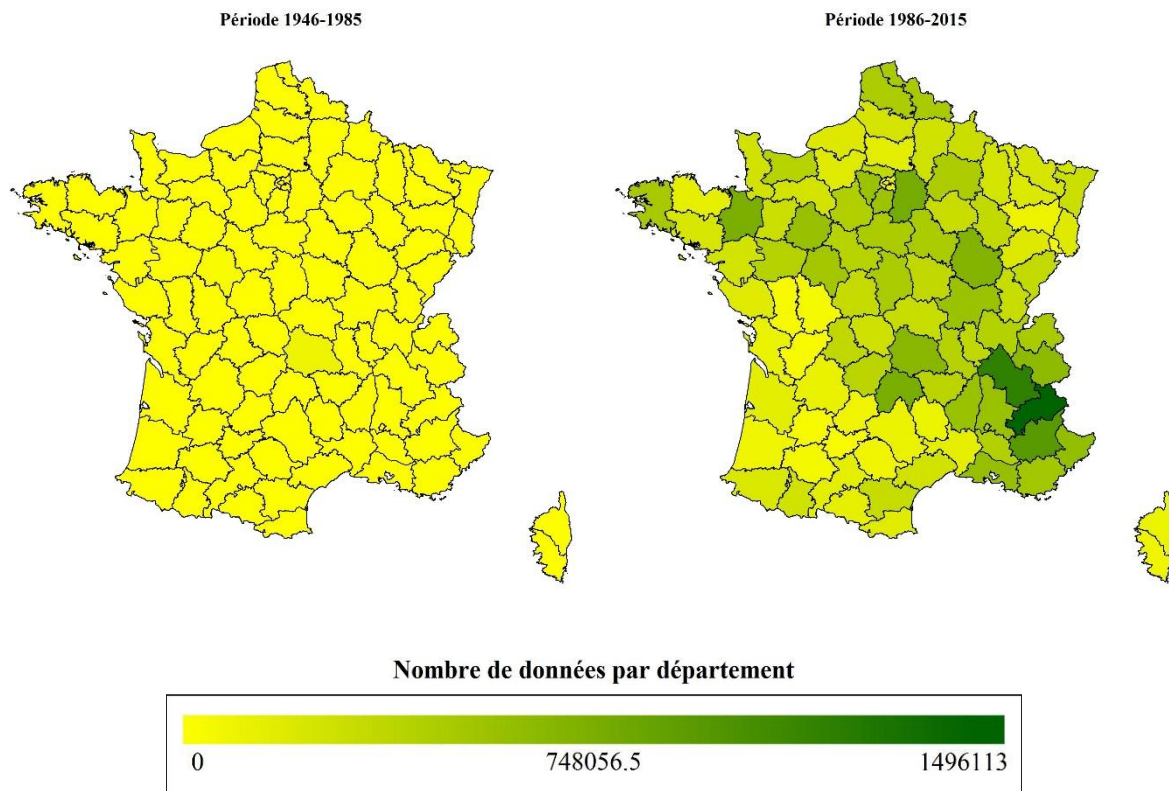 Période 1946-1985
Période 1986-2015
Nombre de données par département
0
748056.5
1496113